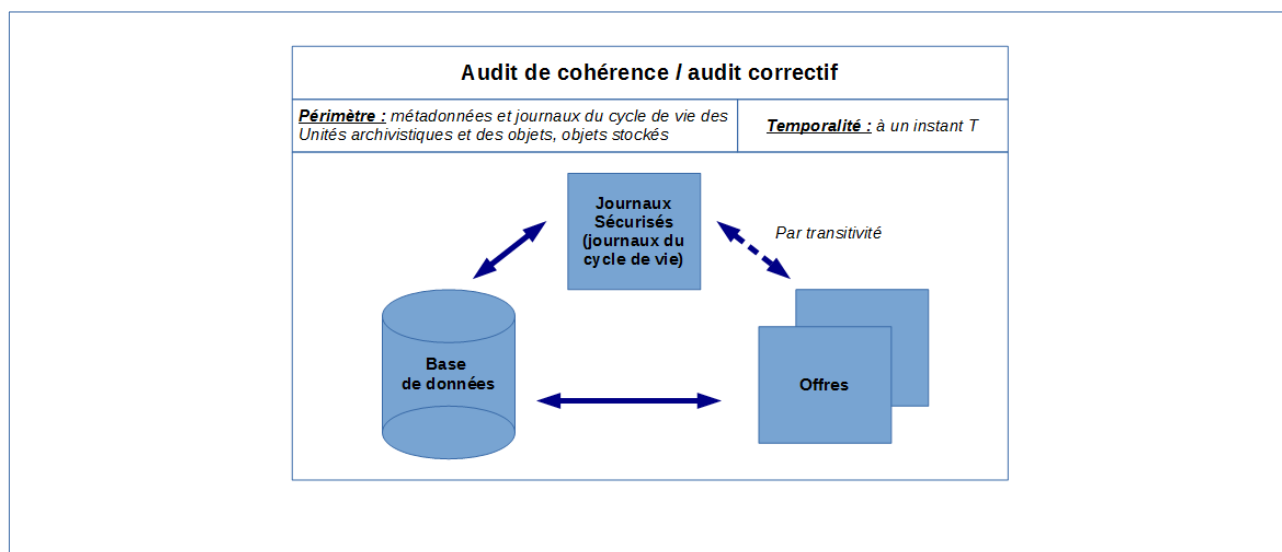 Audit de cohérence / audit correctif
Périmètre : métadonnées et journaux du cycle de vie des
Unités archivistiques et des objets, objets stockés
Temporalité : à un instant T
Journaux
Sécurisés
(journaux du
cycle de vie)
Par transitivité
Base
de données
Offres